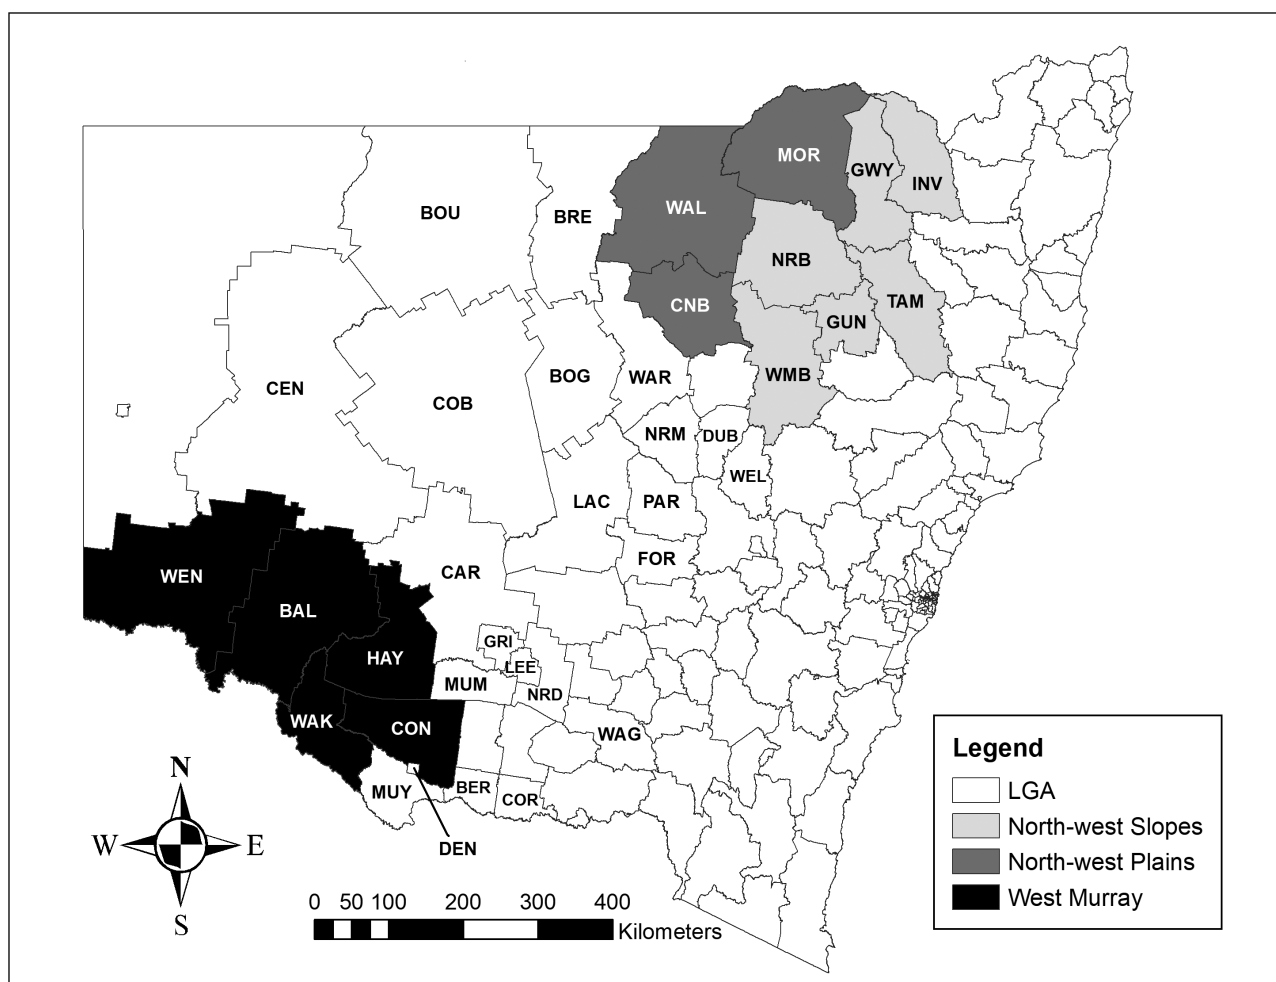 MOR
GWY
INV
BOU
BRE
WAL
NRB
CNB
TAM
GUN
CEN
COB
BOG
WAR
WMB
NRM
DUB
WEL
LAC
PAR
FOR
WEN
CAR
BAL
GRI
HAY
LEE
MUM
NRD
WAK
CON
WAG
MUY
BER
COR
DEN
N
W
E
S
0 50 100 200 300 400
Kilometers
Legend
LGA
North-west Slopes
North-west Plains
West Murray